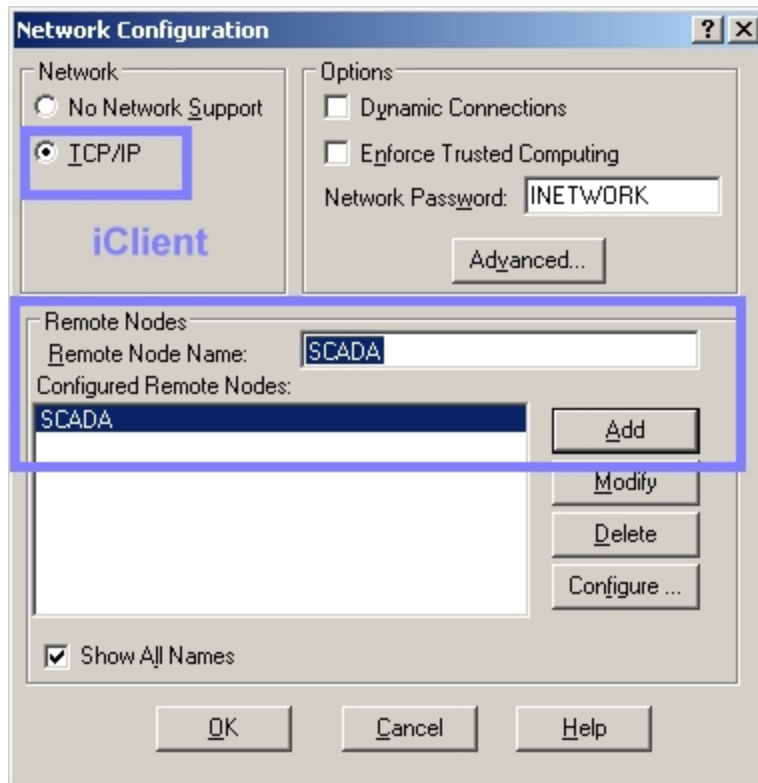 Network Configuration
Network
No Network Support
TCP/IP
iClient
Options
Dynamic Connections
Enforce Trusted Computing
Network Password: INETWORK
Advanced...
Remote Nodes
Remote Node Name: SCADA
Configured Remote Nodes:
SCADA
Add
Modify
Delete
Configure ...
Show All Names
OK Cancel Help